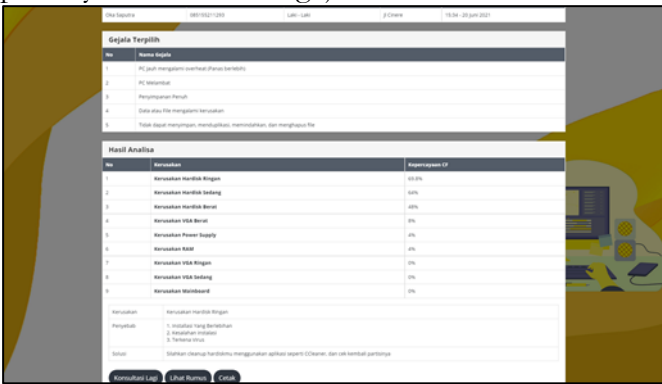 Oka Saputra 085155211293 Laki - Laki Jl Cinere 15:04 - 20 Juni 2021
Gejala Terpilih
No Nama Gejala
1 PC jauh mengalami overheat (Panas berlebih)
2 PC Melambat
3 Penyimpanan Penuh
4 Data atau File mengalami kerusakan
5 Tidak dapat menyimpan, menduplikasi, memindahkan, dan menghapus file
Hasil Analisa
No Kerusakan Kepercayaan CF
1 Kerusakan Hardisk Ringan
2 Kerusakan Hardisk Sedang 64%
3 Kerusakan Hardisk Berat 48%
4 Kerusakan VGA Berat
5 Kerusakan Power Supply 4%
6 Kerusakan RAM 4%
7 Kerusakan VGA Ringan 0%
8 Kerusakan VGA Sedang 0%
9 Kerusakan Mainboard 0%
Kerusakan Kerusakan Hardisk Ringan
Penyebab 1. Installasi Yang Berlebihan
2. Kesalahan Instalasi
3. Terkena Virus
Solusi Silahkan cleanup hardiskmu menggunakan aplikasi seperti CCleaner, dan cek kembali partisinya
Konsultasi Lagi Lihat Rumus Cetak